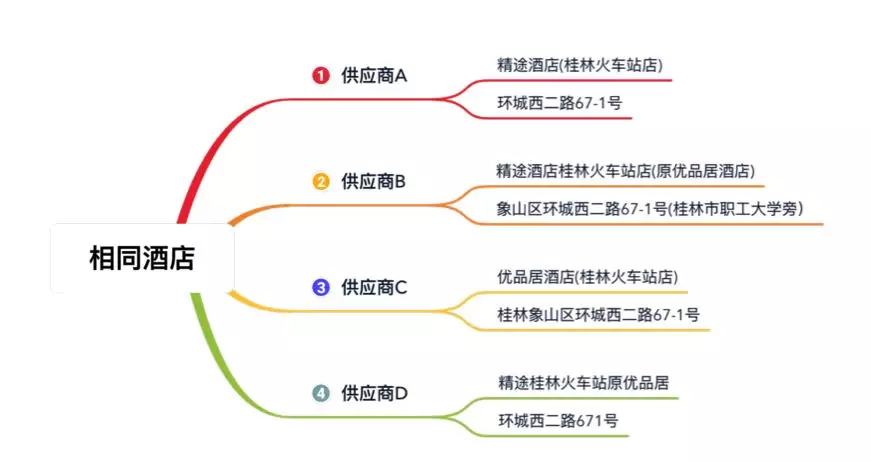 相同酒店
1 供应商A
精途酒店(桂林火车站店)
环城西二路67-1号
2 供应商B
精途酒店桂林火车站店(原优品居酒店)
象山区环城西二路67-1号(桂林市职工大学旁)
3 供应商C
优品居酒店(桂林火车站店)
桂林象山区环城西二路67-1号
4 供应商D
精途桂林火车站原优品居
环城西二路671号